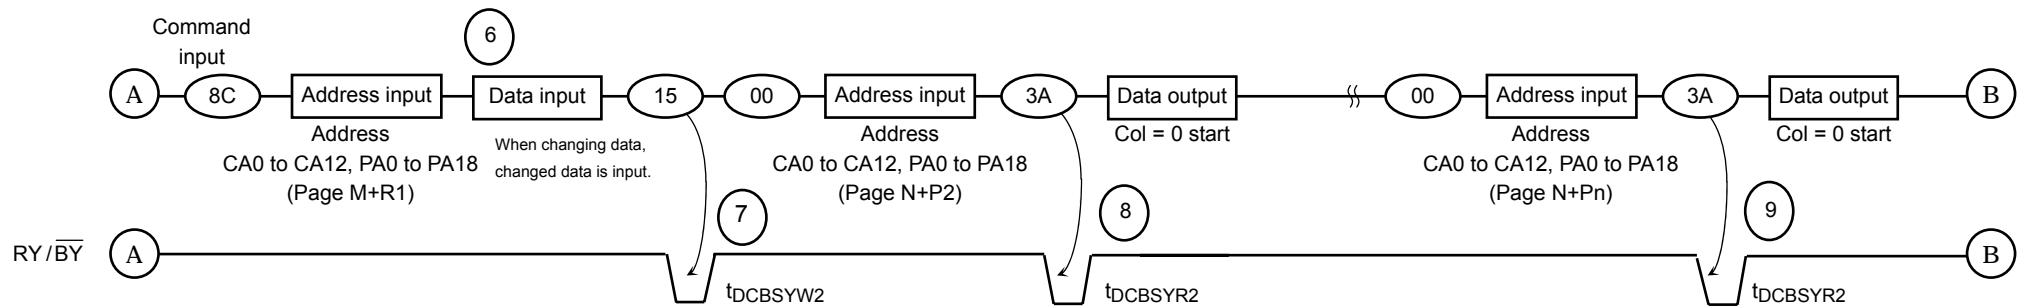 Command
input
6
A 8C Address input Data input 15 00 Address input 3A Data output 00 Address input 3A Data output B
Address
CA0 to CA12, PA0 to PA18
(Page M+R1)
When changing data,
changed data is input.
Address
CA0 to CA12, PA0 to PA18
(Page N+P2)
Col = 0 start
Address
CA0 to CA12, PA0 to PA18
(Page N+Pn)
Col = 0 start
7
8
9
RY/BY A B
tDCBSYW2
tDCBSYR2
tDCBSYR2